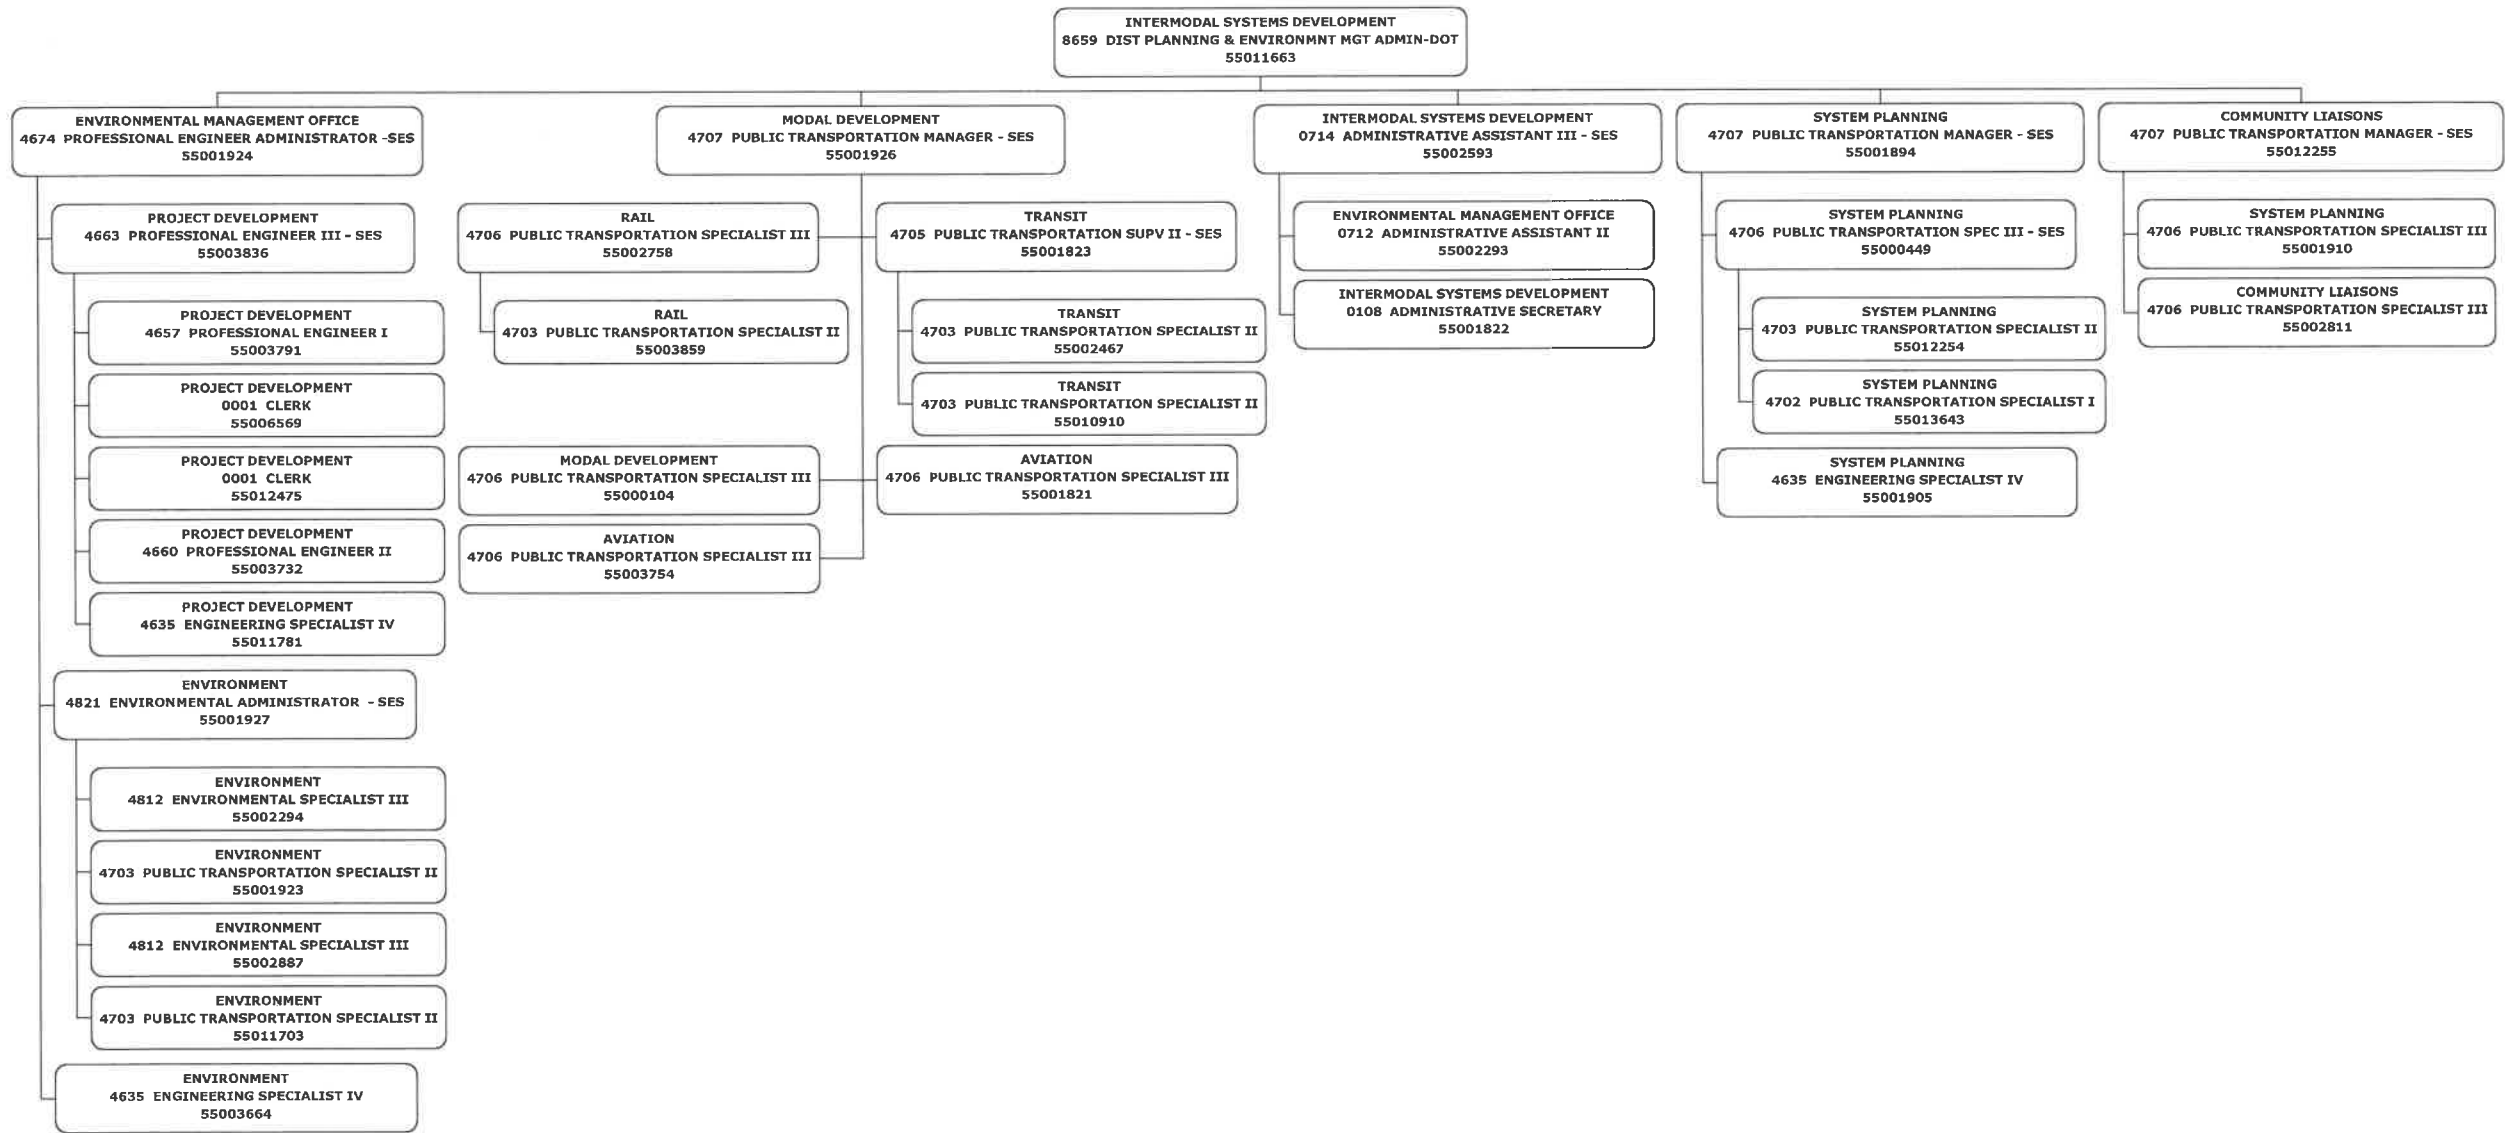 INTERMODAL SYSTEMS DEVELOPMENT
8659 DIST PLANNING & ENVIRONMNT MGT ADMIN-DOT
55011663
ENVIRONMENTAL MANAGEMENT OFFICE
4674 PROFESSIONAL ENGINEER ADMINISTRATOR -SES
55001924
PROJECT DEVELOPMENT
4663 PROFESSIONAL ENGINEER III - SES
55003836
PROJECT DEVELOPMENT
4657 PROFESSIONAL ENGINEER I
55003791
PROJECT DEVELOPMENT
0001 CLERK
55006569
PROJECT DEVELOPMENT
0001 CLERK
55012475
PROJECT DEVELOPMENT
4660 PROFESSIONAL ENGINEER II
55003732
PROJECT DEVELOPMENT
4635 ENGINEERING SPECIALIST IV
55011781
ENVIRONMENT
4821 ENVIRONMENTAL ADMINISTRATOR - SES
55001927
ENVIRONMENT
4812 ENVIRONMENTAL SPECIALIST III
55002294
ENVIRONMENT
4703 PUBLIC TRANSPORTATION SPECIALIST II
55001923
ENVIRONMENT
4812 ENVIRONMENTAL SPECIALIST III
55002887
ENVIRONMENT
4703 PUBLIC TRANSPORTATION SPECIALIST II
55011703
ENVIRONMENT
4635 ENGINEERING SPECIALIST IV
55003664
MODAL DEVELOPMENT
4707 PUBLIC TRANSPORTATION MANAGER - SES
55001926
RAIL
4706 PUBLIC TRANSPORTATION SPECIALIST III
55002758
RAIL
4703 PUBLIC TRANSPORTATION SPECIALIST II
55003859
TRANSIT
4705 PUBLIC TRANSPORTATION SUPV II - SES
55001823
TRANSIT
4703 PUBLIC TRANSPORTATION SPECIALIST II
55002467
TRANSIT
4703 PUBLIC TRANSPORTATION SPECIALIST II
55010910
MODAL DEVELOPMENT
4706 PUBLIC TRANSPORTATION SPECIALIST III
55000104
AVIATION
4706 PUBLIC TRANSPORTATION SPECIALIST III
55001821
AVIATION
4706 PUBLIC TRANSPORTATION SPECIALIST III
55003754
INTERMODAL SYSTEMS DEVELOPMENT
0714 ADMINISTRATIVE ASSISTANT III - SES
55002593
ENVIRONMENTAL MANAGEMENT OFFICE
0712 ADMINISTRATIVE ASSISTANT II
55002293
INTERMODAL SYSTEMS DEVELOPMENT
0108 ADMINISTRATIVE SECRETARY
55001822
SYSTEM PLANNING
4707 PUBLIC TRANSPORTATION MANAGER - SES
55001894
SYSTEM PLANNING
4706 PUBLIC TRANSPORTATION SPEC III - SES
55000449
SYSTEM PLANNING
4703 PUBLIC TRANSPORTATION SPECIALIST II
55012254
SYSTEM PLANNING
4702 PUBLIC TRANSPORTATION SPECIALIST I
55013643
SYSTEM PLANNING
4635 ENGINEERING SPECIALIST IV
55001905
COMMUNITY LIAISONS
4707 PUBLIC TRANSPORTATION MANAGER - SES
55012255
SYSTEM PLANNING
4706 PUBLIC TRANSPORTATION SPECIALIST III
55001910
COMMUNITY LIAISONS
4706 PUBLIC TRANSPORTATION SPECIALIST III
55002811